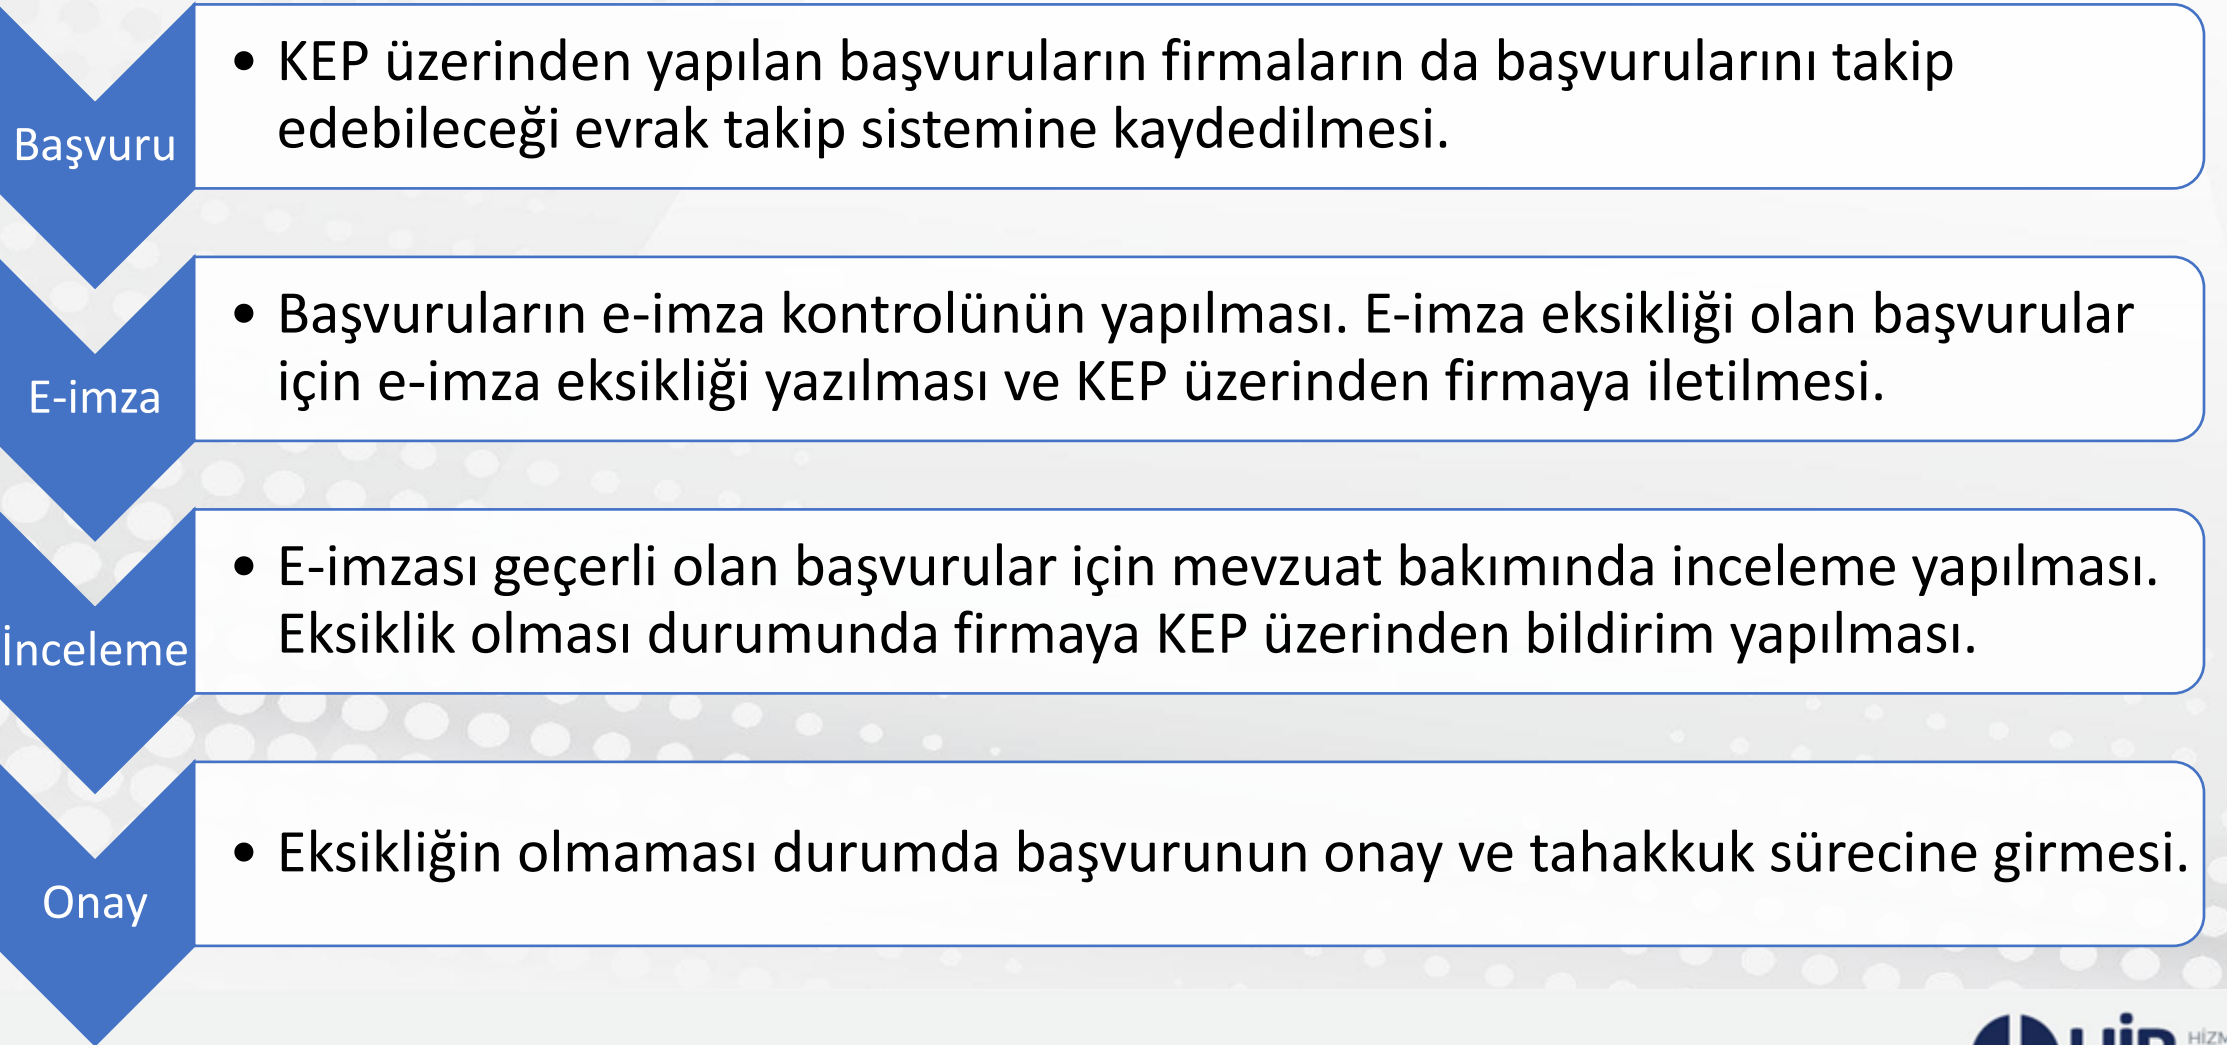 Başvuru
• KEP üzerinden yapılan başvuruların firmaların da başvurularını takip
edebileceği evrak takip sistemine kaydedilmesi.
E-imza
• Başvuruların e-imza kontrolünün yapılması. E-imza eksikliği olan başvurular
için e-imza eksikliği yazılması ve KEP üzerinden firmaya iletilmesi.
İnceleme
• E-imzası geçerli olan başvurular için mevzuat bakımında inceleme yapılması.
Eksiklik olması durumunda firmaya KEP üzerinden bildirim yapılması.
Onay
• Eksikliğin olmaması durumda başvurunun onay ve tahakkuk sürecine girmesi.